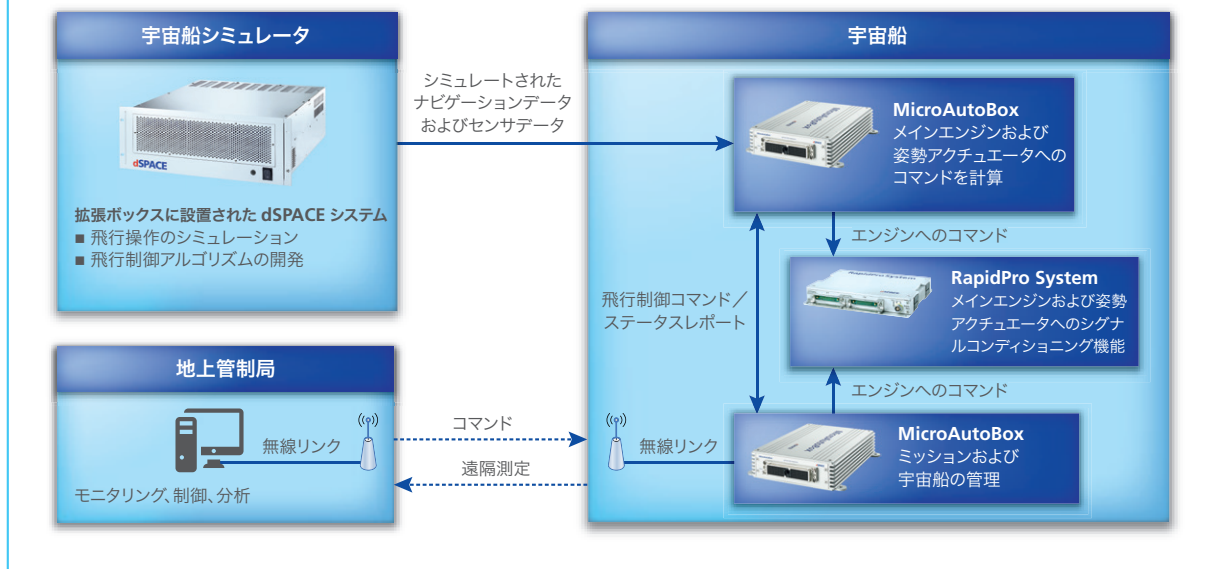 宇宙船シミュレータ
dSPACE
拡張ボックスに設置された dSPACE システム
■ 飛行操作のシミュレーション
■ 飛行制御アルゴリズムの開発
シミュレートされた
ナビゲーションデータ
およびセンサデータ
宇宙船
MicroAutoBox
メインエンジンおよび
姿勢アクチュエータへの
コマンドを計算
エンジンへのコマンド
RapidPro System
メインエンジンおよび姿勢
アクチュエータへのシグナ
ルコンディショニング機能
飛行制御コマンド／
ステータスレポート
エンジンへのコマンド
MicroAutoBox
ミッションおよび
宇宙船の管理
無線リンク
地上管制局
無線リンク
モニタリング、制御、分析
コマンド
遠隔測定